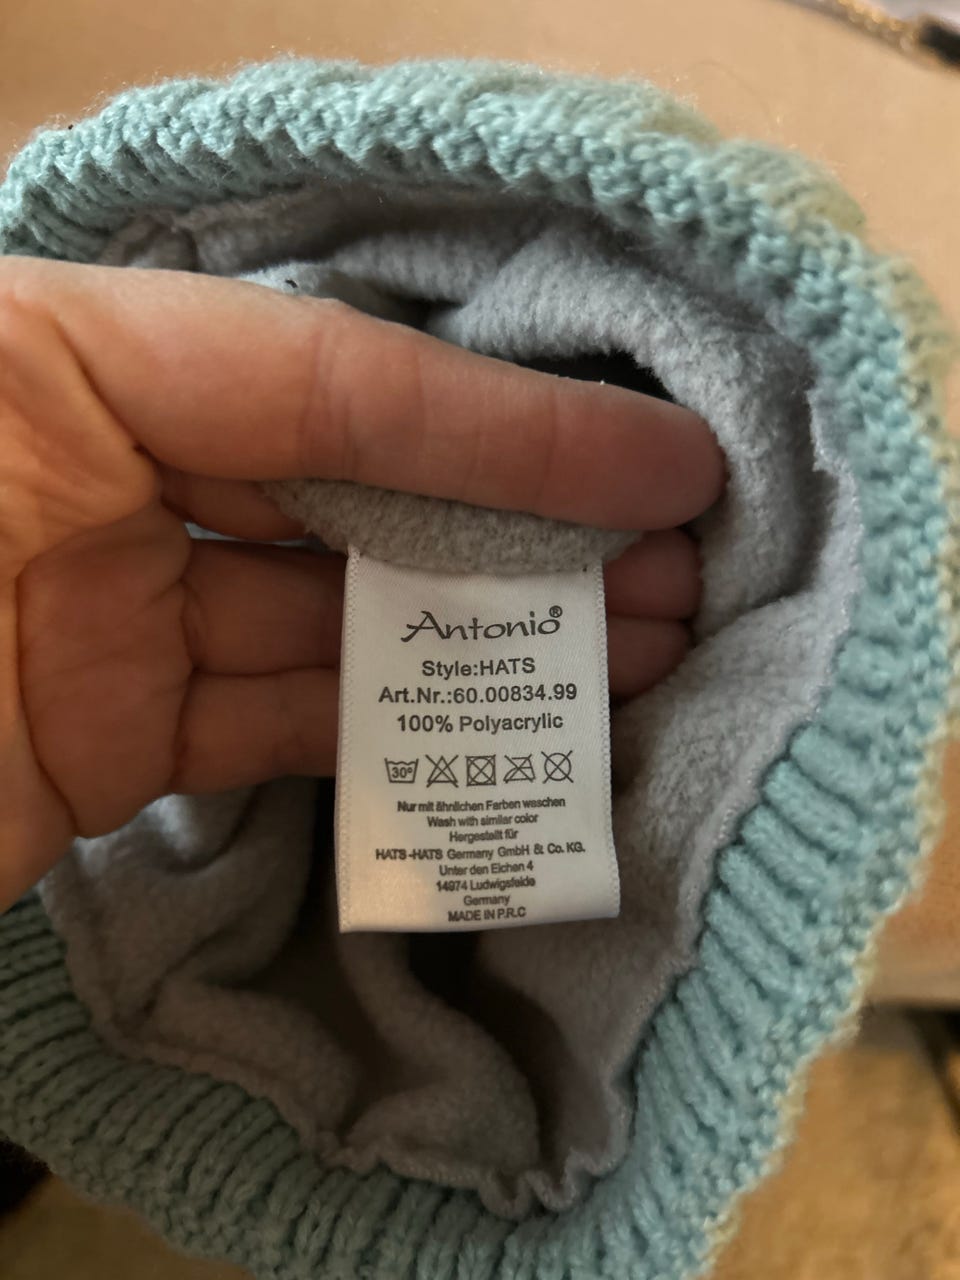 Antonio®
Style:HATS
Art.Nr.:60.00834.99
100% Polyacrylic
30°
Nur mit ähnlichen Farben waschen
Wash with similar color
Hergestellt für
HATS-HATS Germany GmbH & Co. KG.
Unter den Eichen 4
14974 Ludwigsfelde
Germany
MADE IN P.R.C